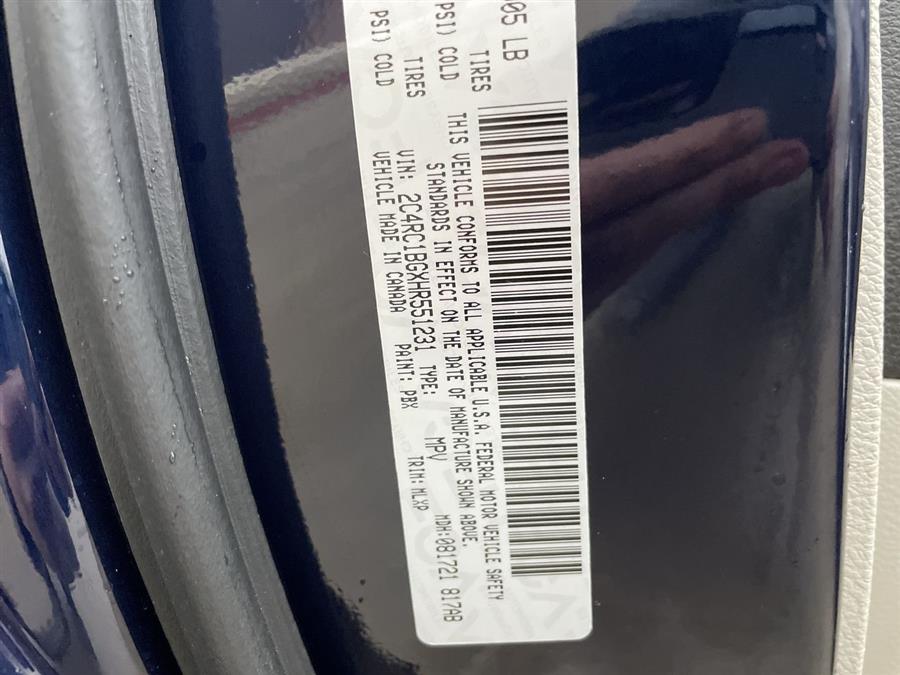 05 LB
TIRES
PSI) COLD
TIRES
PSI) COLD
THIS VEHICLE CONFORMS TO ALL APPLICABLE U.S.A. FEDERAL MOTOR VEHICLE SAFETY
STANDARDS IN EFFECT ON THE DATE OF MANUFACTURE SHOWN ABOVE.
VIN: 2C4RC1BGXHR551231 TYPE: MPV MDH:081721 817AB
VEHICLE MADE IN CANADA PAINT: PBX TRIM:MLXP